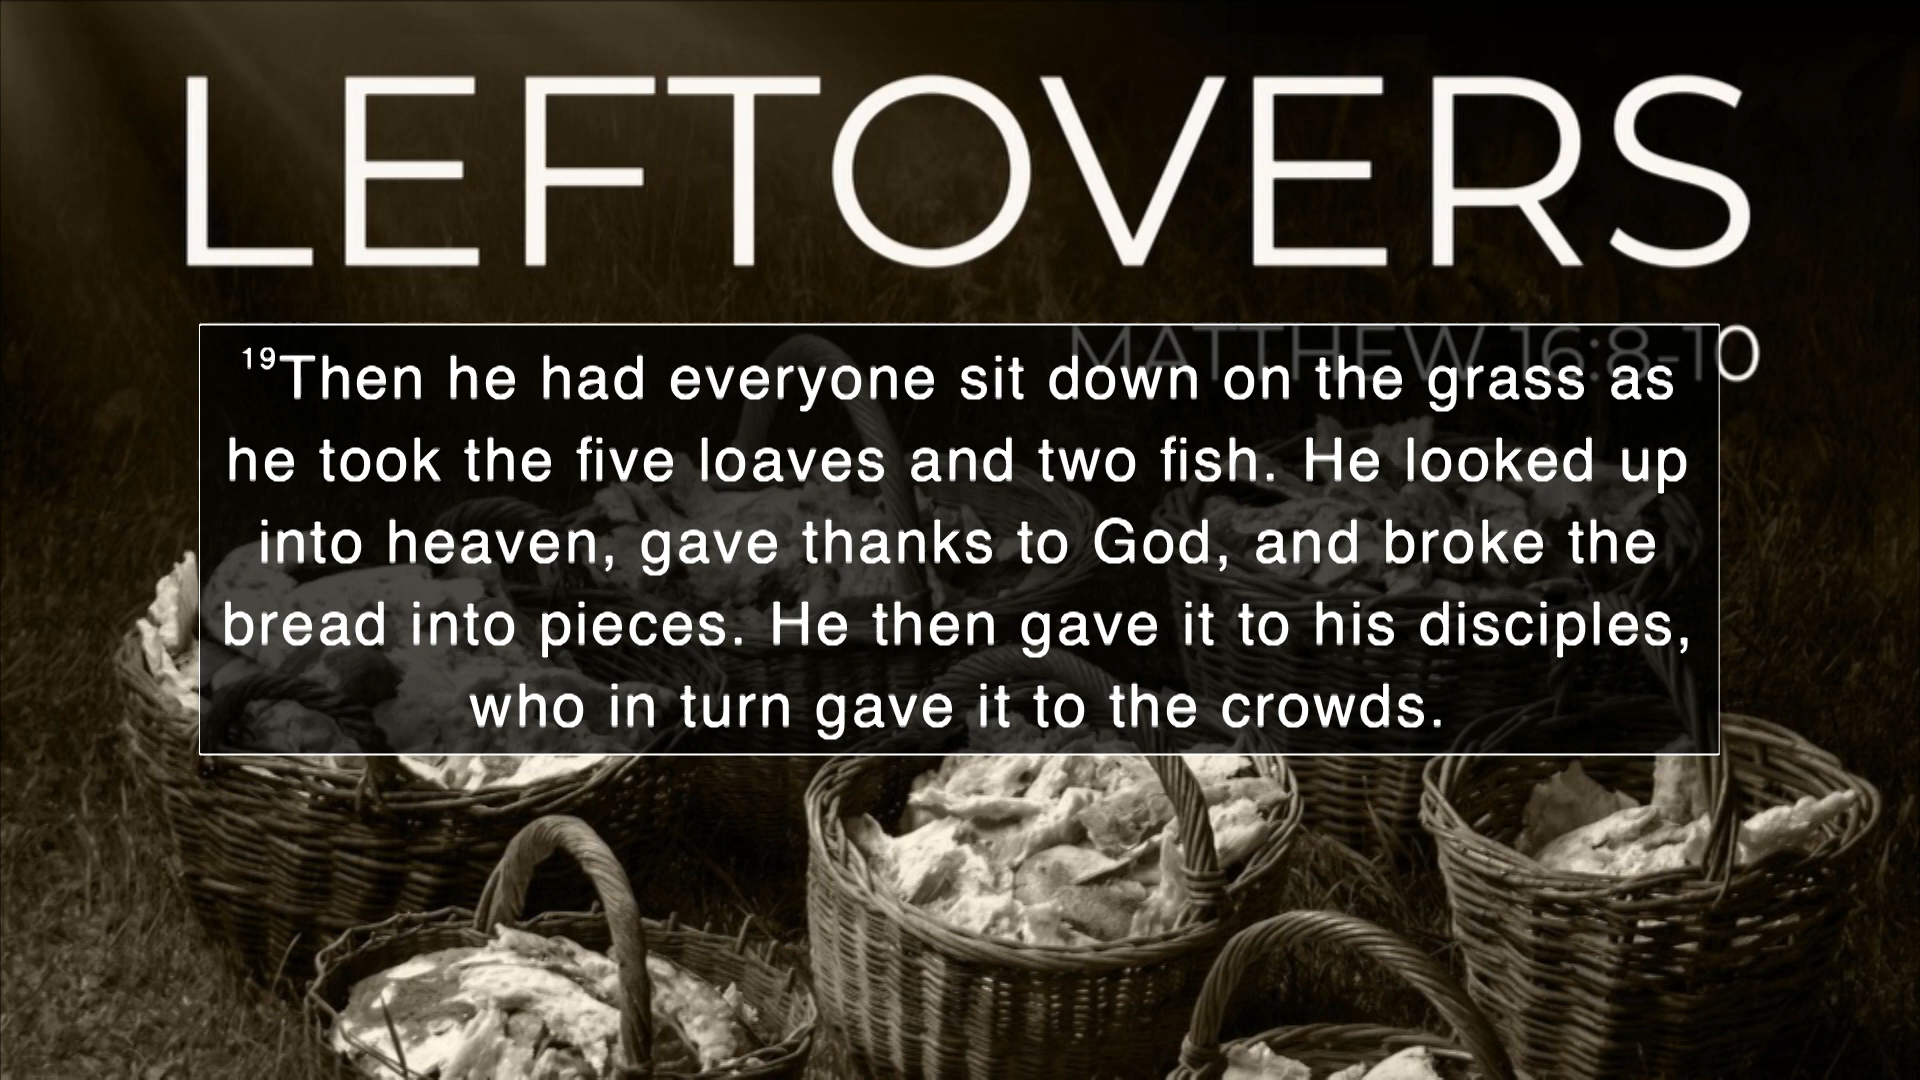 LEFTOVERS
MATTHEW 16:8-10
19Then he had everyone sit down on the grass as
he took the five loaves and two fish. He looked up
into heaven, gave thanks to God, and broke the
bread into pieces. He then gave it to his disciples,
who in turn gave it to the crowds.